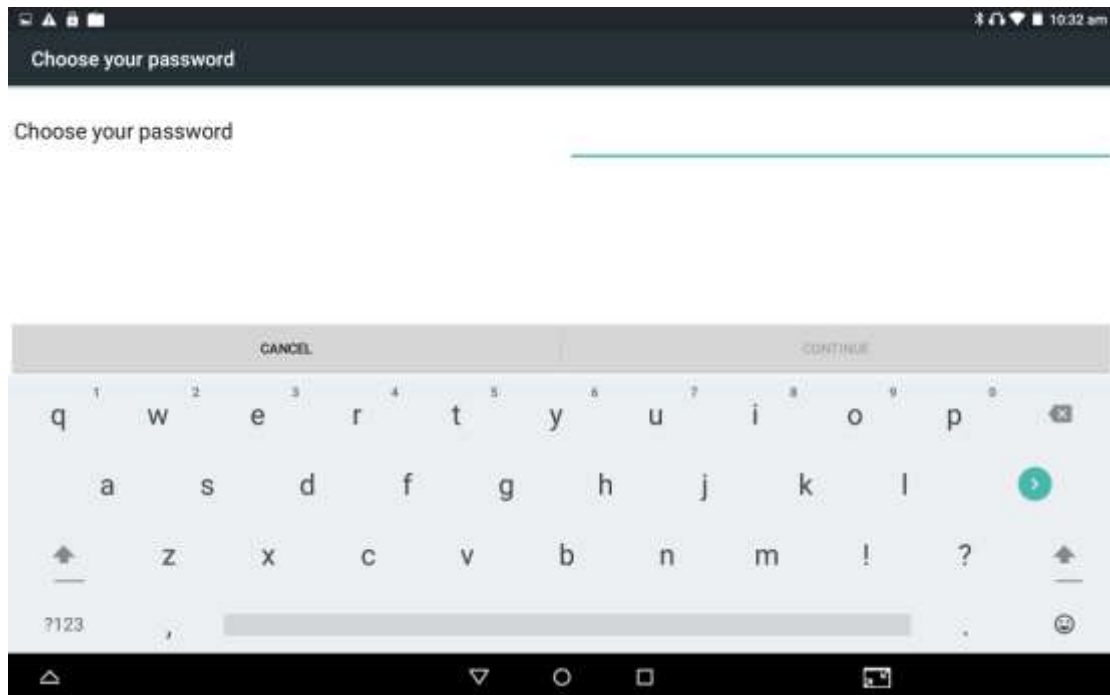 10:32 am
Choose your password
Choose your password
CANCEL CONTINUE
1 2 3 4 5 6 7 8 9 0
q w e r t y u i o p
a s d f g h j k l
z x c v b n m ! ?
?123 , .